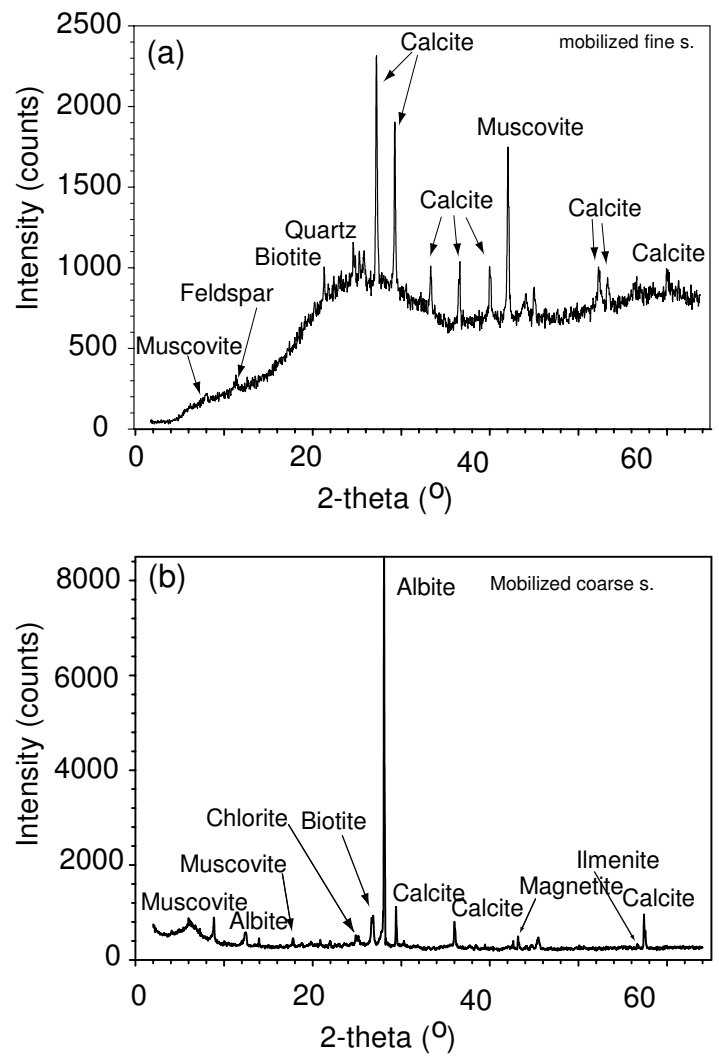 2500
(a)
Calcite
mobilized fine s.
2000
Muscovite
1500
Calcite
Calcite
Quartz
Biotite
Calcite
1000
Feldspar
Muscovite
500
0
Intensity (counts)
0
20
40
60
2-theta (º)
(b)
8000
Albite
Mobilized coarse s.
6000
4000
Chlorite
Biotite
2000
Muscovite
Ilmenite
Muscovite
Albite
Calcite
Calcite
Magnetite
Calcite
0
Intensity (counts)
0
20
40
60
2-theta (º)